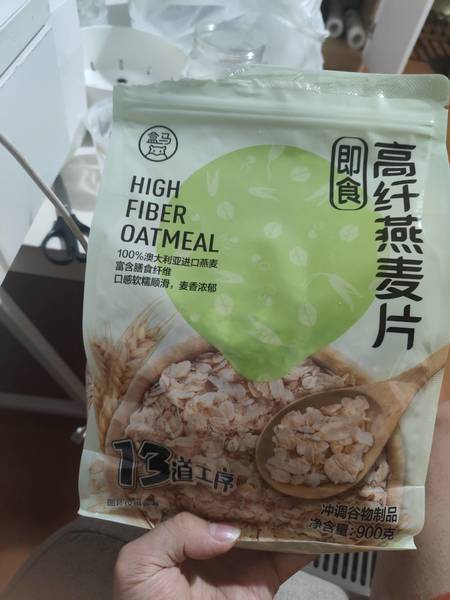 盒马
HIGH
FIBER
OATMEAL
100%澳大利亚进口燕麦
富含膳食纤维
口感软糯顺滑，麦香浓郁
即食
高纤燕麦片
13道工序
冲调谷物制品
净含量:900克